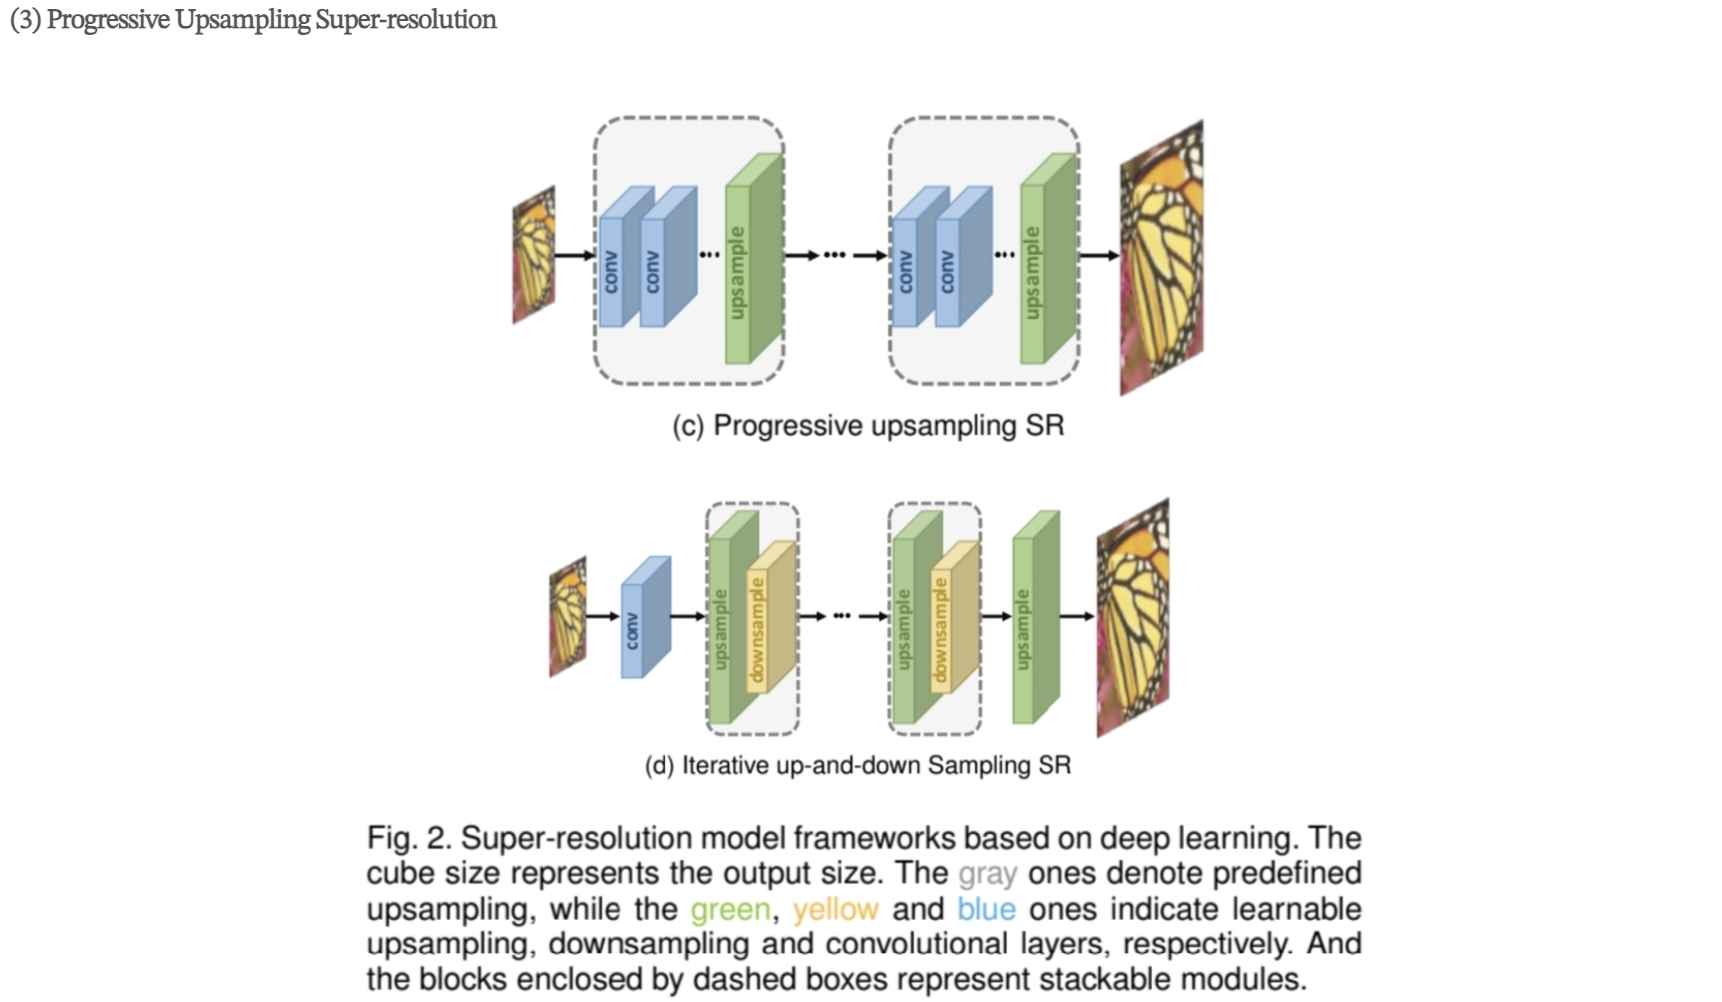 (3) Progressive Upsampling Super-resolution
conv
conv
...
upsample
...
conv
conv
...
upsample
(c) Progressive upsampling SR
conv
upsample
downsample
...
upsample
downsample
upsample
(d) Iterative up-and-down Sampling SR
Fig. 2. Super-resolution model frameworks based on deep learning. The
cube size represents the output size. The gray ones denote predefined
upsampling, while the green, yellow and blue ones indicate learnable
upsampling, downsampling and convolutional layers, respectively. And
the blocks enclosed by dashed boxes represent stackable modules.